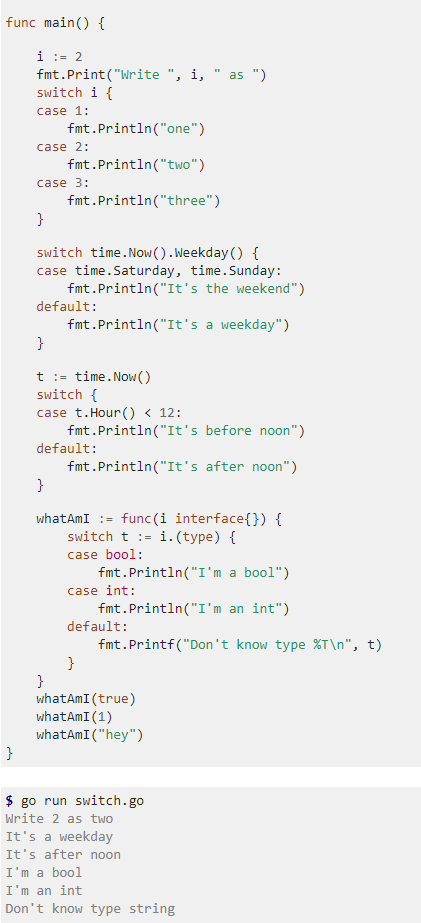 func main() {
    i := 2
    fmt.Print("Write ", i, " as ")
    switch i {
    case 1:
        fmt.Println("one")
    case 2:
        fmt.Println("two")
    case 3:
        fmt.Println("three")
    }
    switch time.Now().Weekday() {
    case time.Saturday, time.Sunday:
        fmt.Println("It's the weekend")
    default:
        fmt.Println("It's a weekday")
    }
    t := time.Now()
    switch {
    case t.Hour() < 12:
        fmt.Println("It's before noon")
    default:
        fmt.Println("It's after noon")
    }
    whatAmI := func(i interface{}) {
        switch t := i.(type) {
        case bool:
            fmt.Println("I'm a bool")
        case int:
            fmt.Println("I'm an int")
        default:
            fmt.Printf("Don't know type %T\n", t)
        }
    }
    whatAmI(true)
    whatAmI(1)
    whatAmI("hey")
}
$ go run switch.go
Write 2 as two
It's a weekday
It's after noon
I'm a bool
I'm an int
Don't know type string